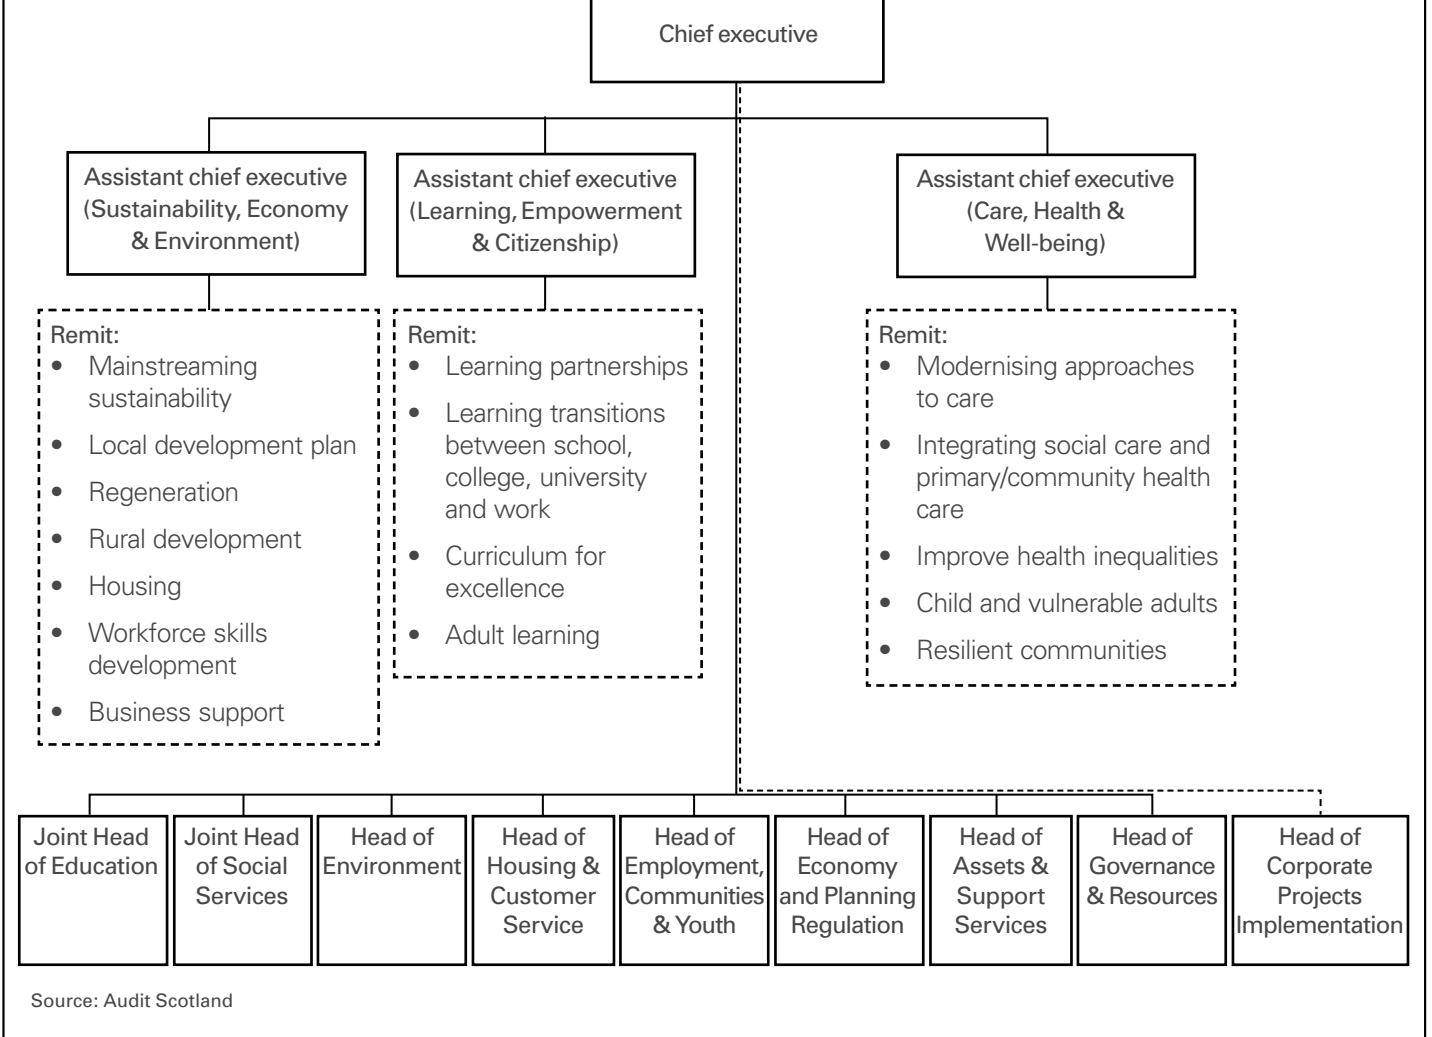 Chief executive
Assistant chief executive
(Sustainability, Economy
& Environment)
Assistant chief executive
(Learning, Empowerment
& Citizenship)
Assistant chief executive
(Care, Health &
Well-being)
Remit:
• Mainstreaming
sustainability
• Local development plan
• Regeneration
• Rural development
• Housing
• Workforce skills
development
• Business support
Remit:
• Learning partnerships
• Learning transitions
between school,
college, university
and work
• Curriculum for
excellence
• Adult learning
Remit:
• Modernising approaches
to care
• Integrating social care and
primary/community health
care
• Improve health inequalities
• Child and vulnerable adults
• Resilient communities
Joint Head
of Education
Joint Head
of Social
Services
Head of
Environment
Head of
Housing &
Customer
Service
Head of
Employment,
Communities
& Youth
Head of
Economy
and Planning
Regulation
Head of
Assets &
Support
Services
Head of
Governance
& Resources
Head of
Corporate
Projects
Implementation
Source: Audit Scotland